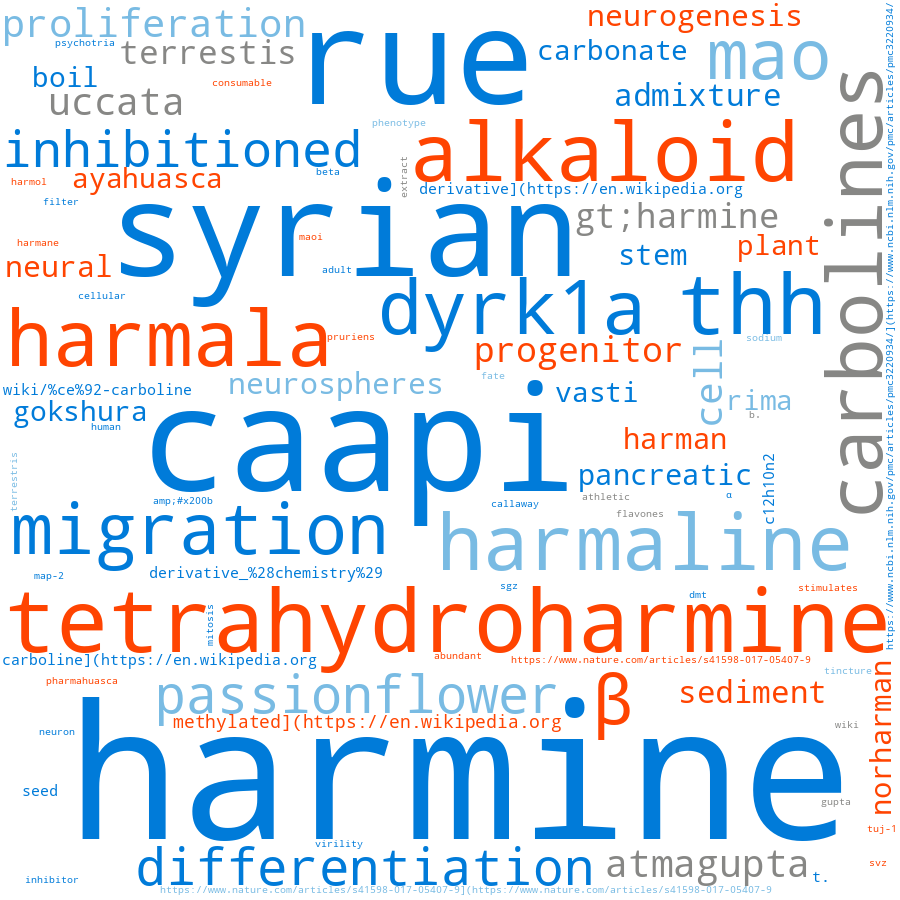 proliferation
rue
neurogenesis
psychotria
terrestis
carbonate
mao
boil
consumable
uccata
admixture
https://www.ncbi.nlm.nih.gov/pmc/articles/pmc3220934/](https://www.ncbi.nlm.nih.gov/pmc/articles/pmc3220934/
carbolines
phenotype
inhibitioned
alkaloid
harmol
ayahuasca
beta
extract
derivative](https://en.wikipedia.org
filter
syrian
gt;harmine
harmane
maoi
stem
plant
neural
adult
cellular
dyrk1a
thh
harmala
pruriens
progenitor
sodium
wiki/%ce%92-carboline
neurospheres
fate
cell
vasti
rima
gokshura
caapi
b.
human
harman
terrestris
pancreatic
c12h10n2
amp;#x200b
callaway
athletic
α
migration
flavones
harmaline
map-2
derivative_%28chemistry%29
sgz
dmt
stimulates
tetrahydroharmine
mitosis
carboline](https://en.wikipedia.org
abundant
https://www.nature.com/articles/s41598-017-05407-9
tincture
pharmahuasca
passionflower
β
sediment
norharman
methylated](https://en.wikipedia.org
wiki
neuron
harmine
seed
gupta
tuj-1
virility
differentiation
atmagupta
svz
inhibitor
t.
https://www.nature.com/articles/s41598-017-05407-9](https://www.nature.com/articles/s41598-017-05407-9